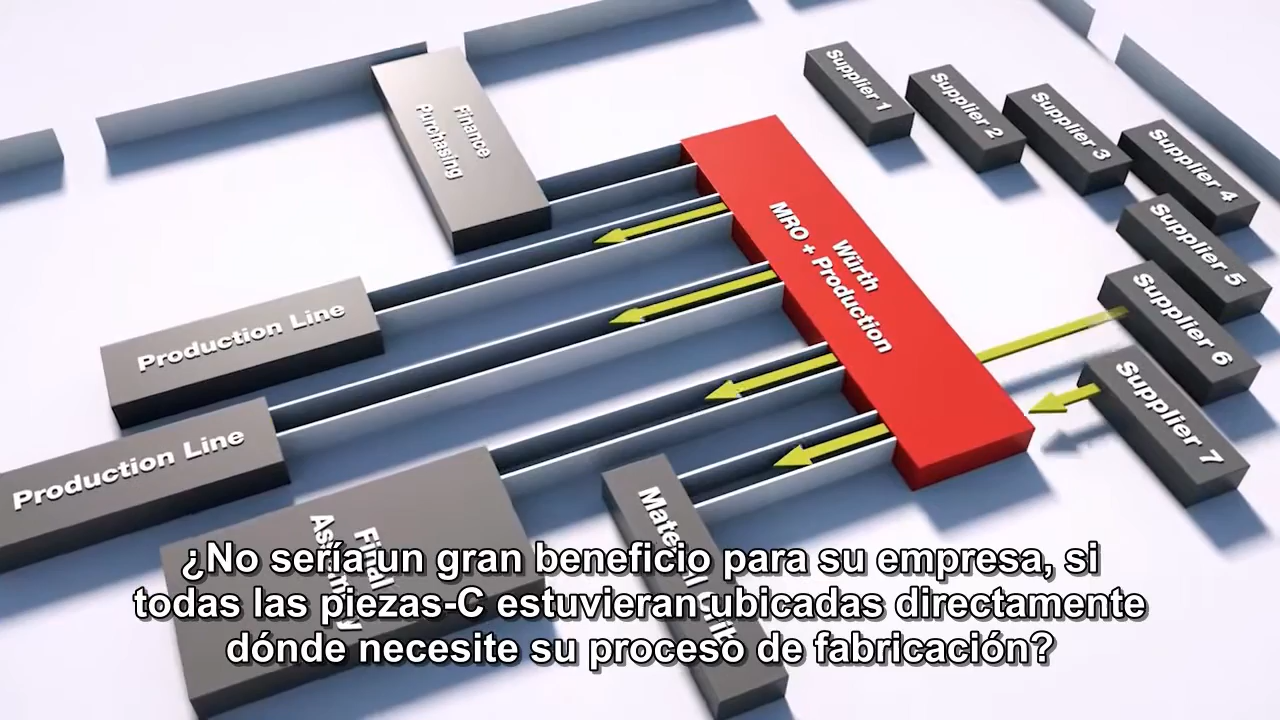 Finance
Purchasing
Supplier 1
Supplier 2
Supplier 3
Supplier 4
Supplier 5
Supplier 6
Supplier 7
Würth
MRO + Production
Production Line
Production Line
Final
Assembly
Material
¿No sería un gran beneficio para su empresa, si
todas las piezas-C estuvieran ubicadas directamente
dónde necesite su proceso de fabricación?